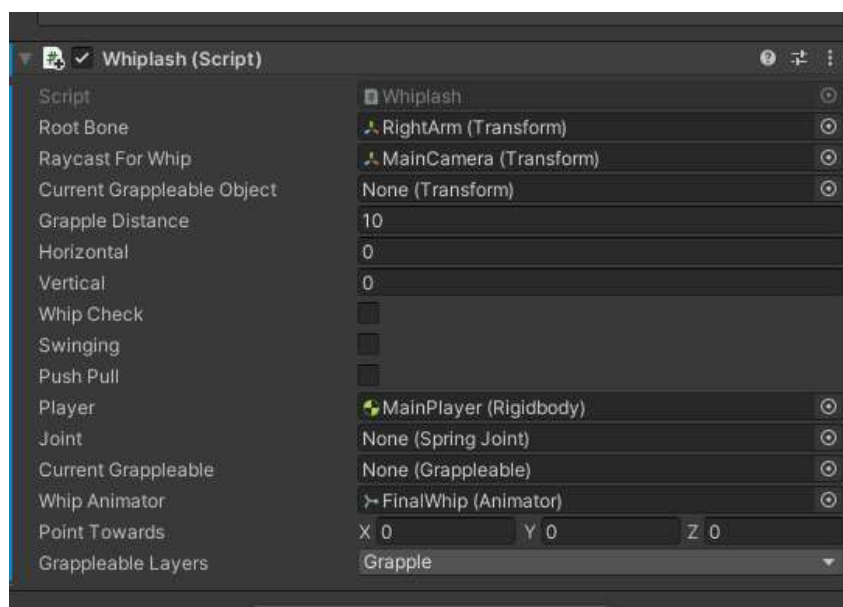 Whiplash (Script)
Script Whiplash
Root Bone RightArm (Transform)
Raycast For Whip MainCamera (Transform)
Current Grappleable Object None (Transform)
Grapple Distance 10
Horizontal 0
Vertical 0
Whip Check
Swinging
Push Pull
Player MainPlayer (Rigidbody)
Joint None (Spring Joint)
Current Grappleable None (Grappleable)
Whip Animator FinalWhip (Animator)
Point Towards X 0 Y 0 Z 0
Grappleable Layers Grapple